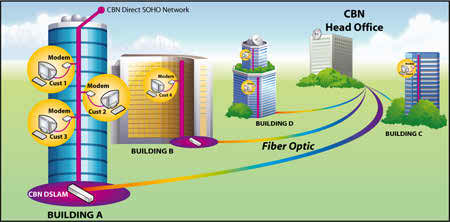 CBN Direct SOHO Network
CBN
Head Office
Modem
Cust 1
Modem
Cust 2
Modem
Cust 3
Modem
Cust 4
BUILDING D
BUILDING C
BUILDING B
Fiber Optic
CBN DSLAM
BUILDING A